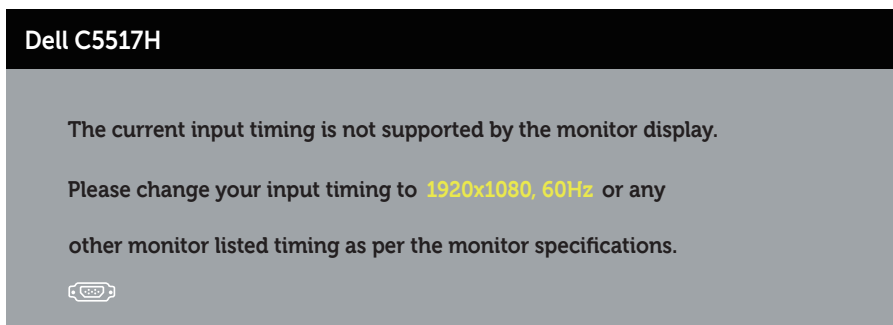 Dell C5517H
The current input timing is not supported by the monitor display.
Please change your input timing to 1920x1080, 60Hz or any
other monitor listed timing as per the monitor specifications.